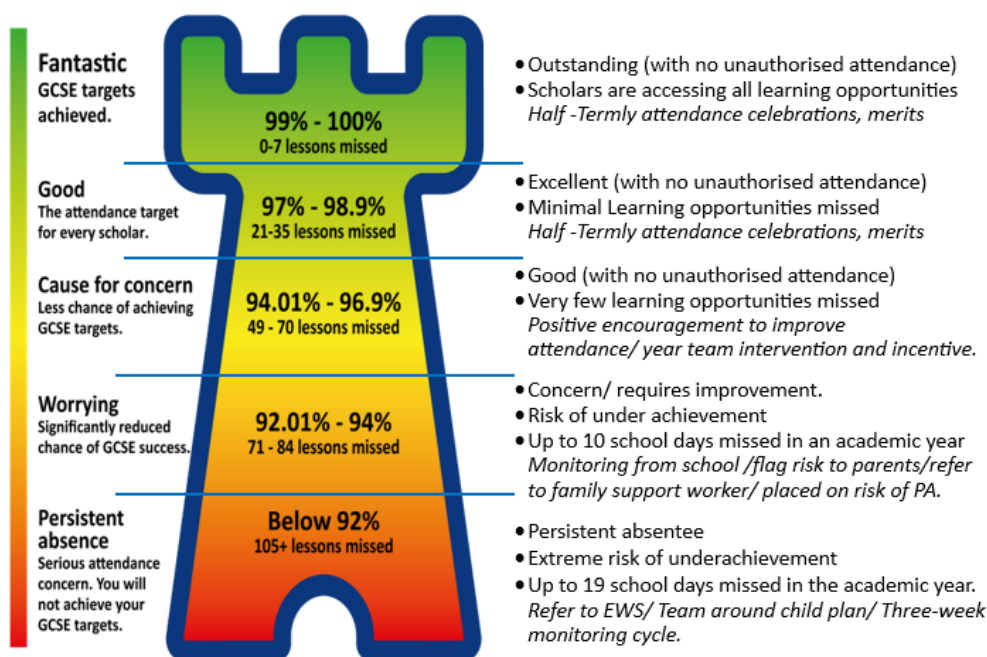 Fantastic
GCSE targets
achieved.
99% - 100%
0-7 lessons missed
• Outstanding (with no unauthorised attendance)
• Scholars are accessing all learning opportunities
Half -Termly attendance celebrations, merits
Good
The attendance target
for every scholar.
97% - 98.9%
21-35 lessons missed
• Excellent (with no unauthorised attendance)
• Minimal Learning opportunities missed
Half -Termly attendance celebrations, merits
Cause for concern
Less chance of achieving
GCSE targets.
94.01% - 96.9%
49 - 70 lessons missed
• Good (with no unauthorised attendance)
• Very few learning opportunities missed
Positive encouragement to improve
attendance/ year team intervention and incentive.
Worrying
Significantly reduced
chance of GCSE success.
92.01% - 94%
71 - 84 lessons missed
• Concern/ requires improvement.
• Risk of under achievement
• Up to 10 school days missed in an academic year
Monitoring from school /flag risk to parents/refer
to family support worker/ placed on risk of PA.
Persistent
absence
Serious attendance
concern. You will
not achieve your
GCSE targets.
Below 92%
105+ lessons missed
• Persistent absentee
• Extreme risk of underachievement
• Up to 19 school days missed in the academic year.
Refer to EWS/ Team around child plan/ Three-week
monitoring cycle.